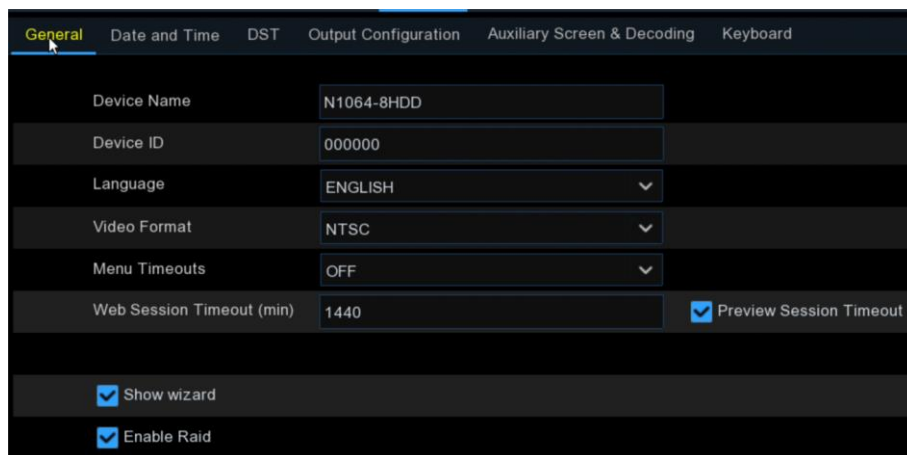 General Date and Time DST Output Configuration Auxiliary Screen & Decoding Keyboard
Device Name N1064-8HDD
Device ID 000000
Language ENGLISH
Video Format NTSC
Menu Timeouts OFF
Web Session Timeout (min) 1440 Preview Session Timeout
Show wizard
Enable Raid